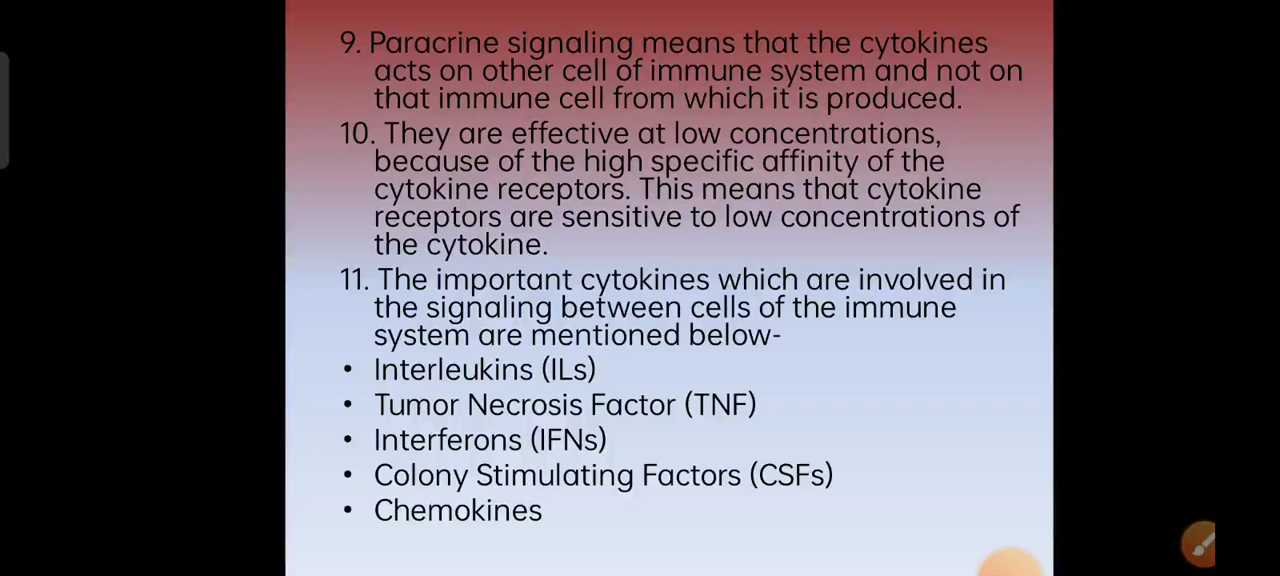 9. Paracrine signaling means that the cytokines
acts on other cell of immune system and not on
that immune cell from which it is produced.
10. They are effective at low concentrations,
because of the high specific affinity of the
cytokine receptors. This means that cytokine
receptors are sensitive to low concentrations of
the cytokine.
11. The important cytokines which are involved in
the signaling between cells of the immune
system are mentioned below-
• Interleukins (ILs)
• Tumor Necrosis Factor (TNF)
• Interferons (IFNs)
• Colony Stimulating Factors (CSFs)
• Chemokines